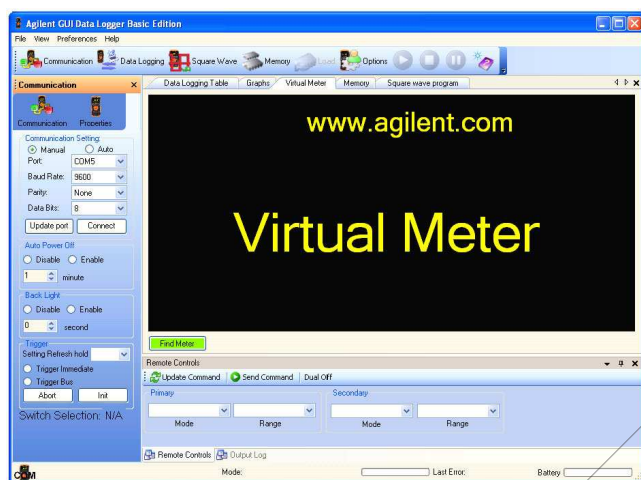 Agilent GUI Data Logger Basic Edition
File View Preferences Help
Communication Data Logging Square Wave Memory Load Options
Communication
Data Logging Table Graphs Virtual Meter Memory Square wave program
Communication Properties
Communication Setting
Manual Auto
Port: COM5
Baud Rate: 9600
Parity: None
Data Bits: 8
Update port Connect
Auto Power Off
Disable Enable
1 minute
Back Light
Disable Enable
0 second
Trigger
Setting Refresh hold
Trigger Immediate
Trigger Bus
Abort Init
Switch Selection: N/A
www.agilent.com
Virtual Meter
Find Meter
Remote Controls
Update Command Send Command Dual Off
Primary Secondary
Mode Range Mode Range
Remote Controls Output Log
COM Mode: Last Error: Battery